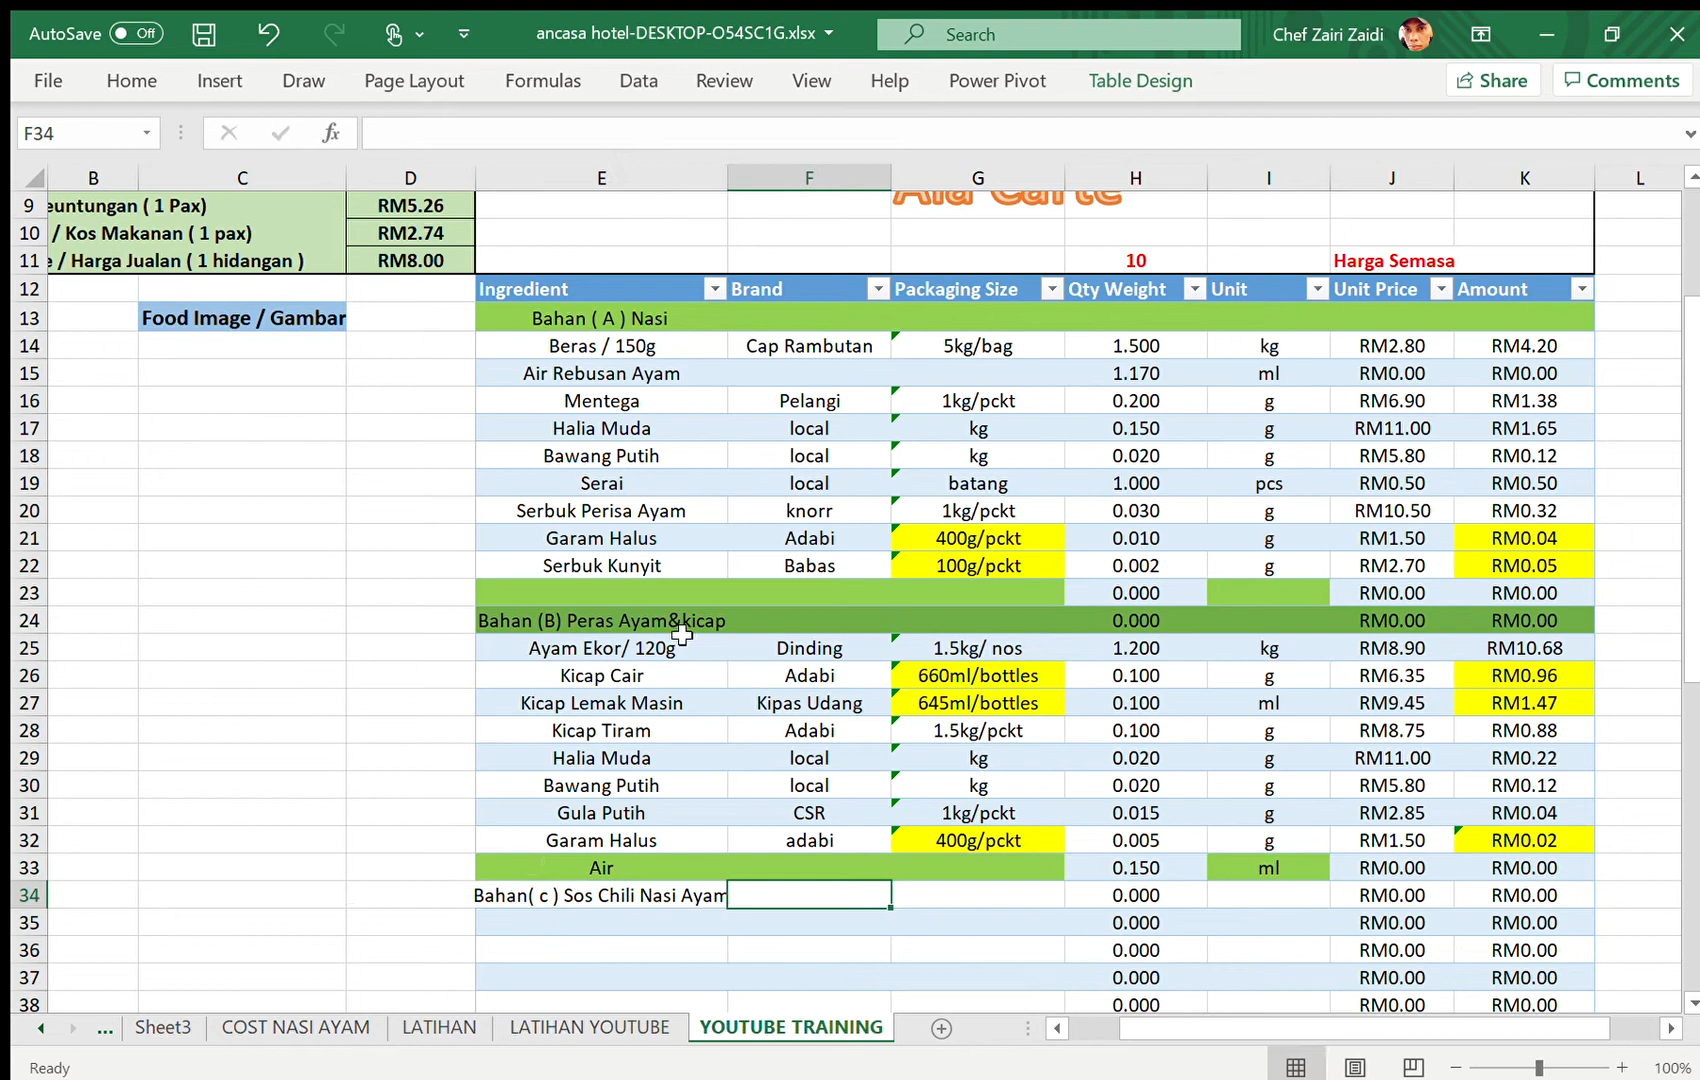 AutoSave Off ancasa hotel-DESKTOP-O54SC1G.xlsx Search Chef Zairi Zaidi
File Home Insert Draw Page Layout Formulas Data Review View Help Power Pivot Table Design Share Comments
F34 fx
B C D E F G H I J K L
9 euntungan ( 1 Pax) RM5.26 Ala Carte
10 / Kos Makanan ( 1 pax) RM2.74
11 e / Harga Jualan ( 1 hidangan ) RM8.00 10 Harga Semasa
12 Ingredient Brand Packaging Size Qty Weight Unit Unit Price Amount
13 Food Image / Gambar Bahan ( A ) Nasi
14 Beras / 150g Cap Rambutan 5kg/bag 1.500 kg RM2.80 RM4.20
15 Air Rebusan Ayam 1.170 ml RM0.00 RM0.00
16 Mentega Pelangi 1kg/pckt 0.200 g RM6.90 RM1.38
17 Halia Muda local kg 0.150 g RM11.00 RM1.65
18 Bawang Putih local kg 0.020 g RM5.80 RM0.12
19 Serai local batang 1.000 pcs RM0.50 RM0.50
20 Serbuk Perisa Ayam knorr 1kg/pckt 0.030 g RM10.50 RM0.32
21 Garam Halus Adabi 400g/pckt 0.010 g RM1.50 RM0.04
22 Serbuk Kunyit Babas 100g/pckt 0.002 g RM2.70 RM0.05
23 0.000 RM0.00 RM0.00
24 Bahan (B) Peras Ayam&kicap 0.000 RM0.00 RM0.00
25 Ayam Ekor/ 120g Dinding 1.5kg/ nos 1.200 kg RM8.90 RM10.68
26 Kicap Cair Adabi 660ml/bottles 0.100 g RM6.35 RM0.96
27 Kicap Lemak Masin Kipas Udang 645ml/bottles 0.100 ml RM9.45 RM1.47
28 Kicap Tiram Adabi 1.5kg/pckt 0.100 g RM8.75 RM0.88
29 Halia Muda local kg 0.020 g RM11.00 RM0.22
30 Bawang Putih local kg 0.020 g RM5.80 RM0.12
31 Gula Putih CSR 1kg/pckt 0.015 g RM2.85 RM0.04
32 Garam Halus adabi 400g/pckt 0.005 g RM1.50 RM0.02
33 Air 0.150 ml RM0.00 RM0.00
34 Bahan( c ) Sos Chili Nasi Ayam 0.000 RM0.00 RM0.00
35 0.000 RM0.00 RM0.00
36 0.000 RM0.00 RM0.00
37 0.000 RM0.00 RM0.00
38 0.000 RM0.00 RM0.00
... Sheet3 COST NASI AYAM LATIHAN LATIHAN YOUTUBE YOUTUBE TRAINING
Ready 100%